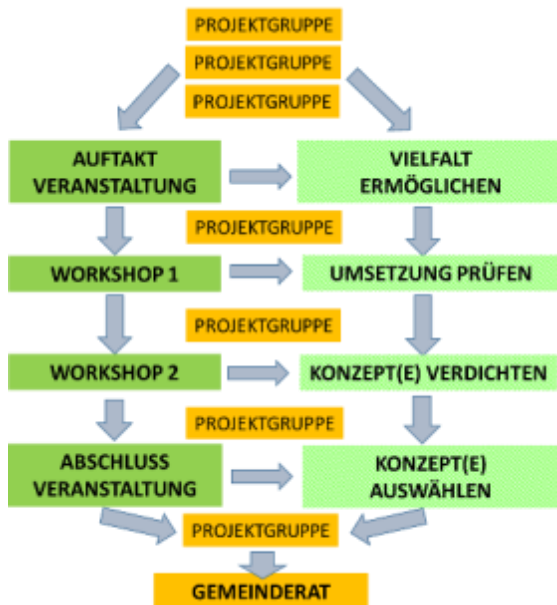 PROJEKTGRUPPE
PROJEKTGRUPPE
PROJEKTGRUPPE
AUFTAKT
VERANSTALTUNG
VIELFALT
ERMÖGLICHEN
PROJEKTGRUPPE
WORKSHOP 1
UMSETZUNG PRÜFEN
PROJEKTGRUPPE
WORKSHOP 2
KONZEPT(E) VERDICHTEN
PROJEKTGRUPPE
ABSCHLUSS
VERANSTALTUNG
KONZEPT(E)
AUSWÄHLEN
PROJEKTGRUPPE
GEMEINDERAT